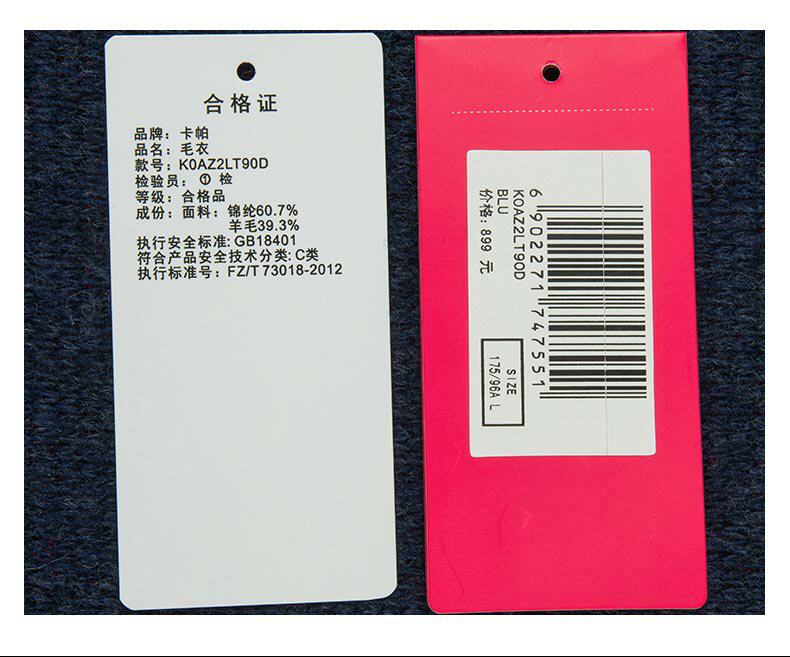 合格证
品牌：卡帕
品名：毛衣
款号：K0AZ2LT90D
检验员：① 检
等级：合格品
成份：面料：锦纶60.7%
羊毛39.3%
执行安全标准:GB18401
符合产品安全技术分类:C类
执行标准号：FZ/T 73018-2012
6902271747551
K0AZ2LT90D
BLU
价格:899 元
SIZE
175/96A L